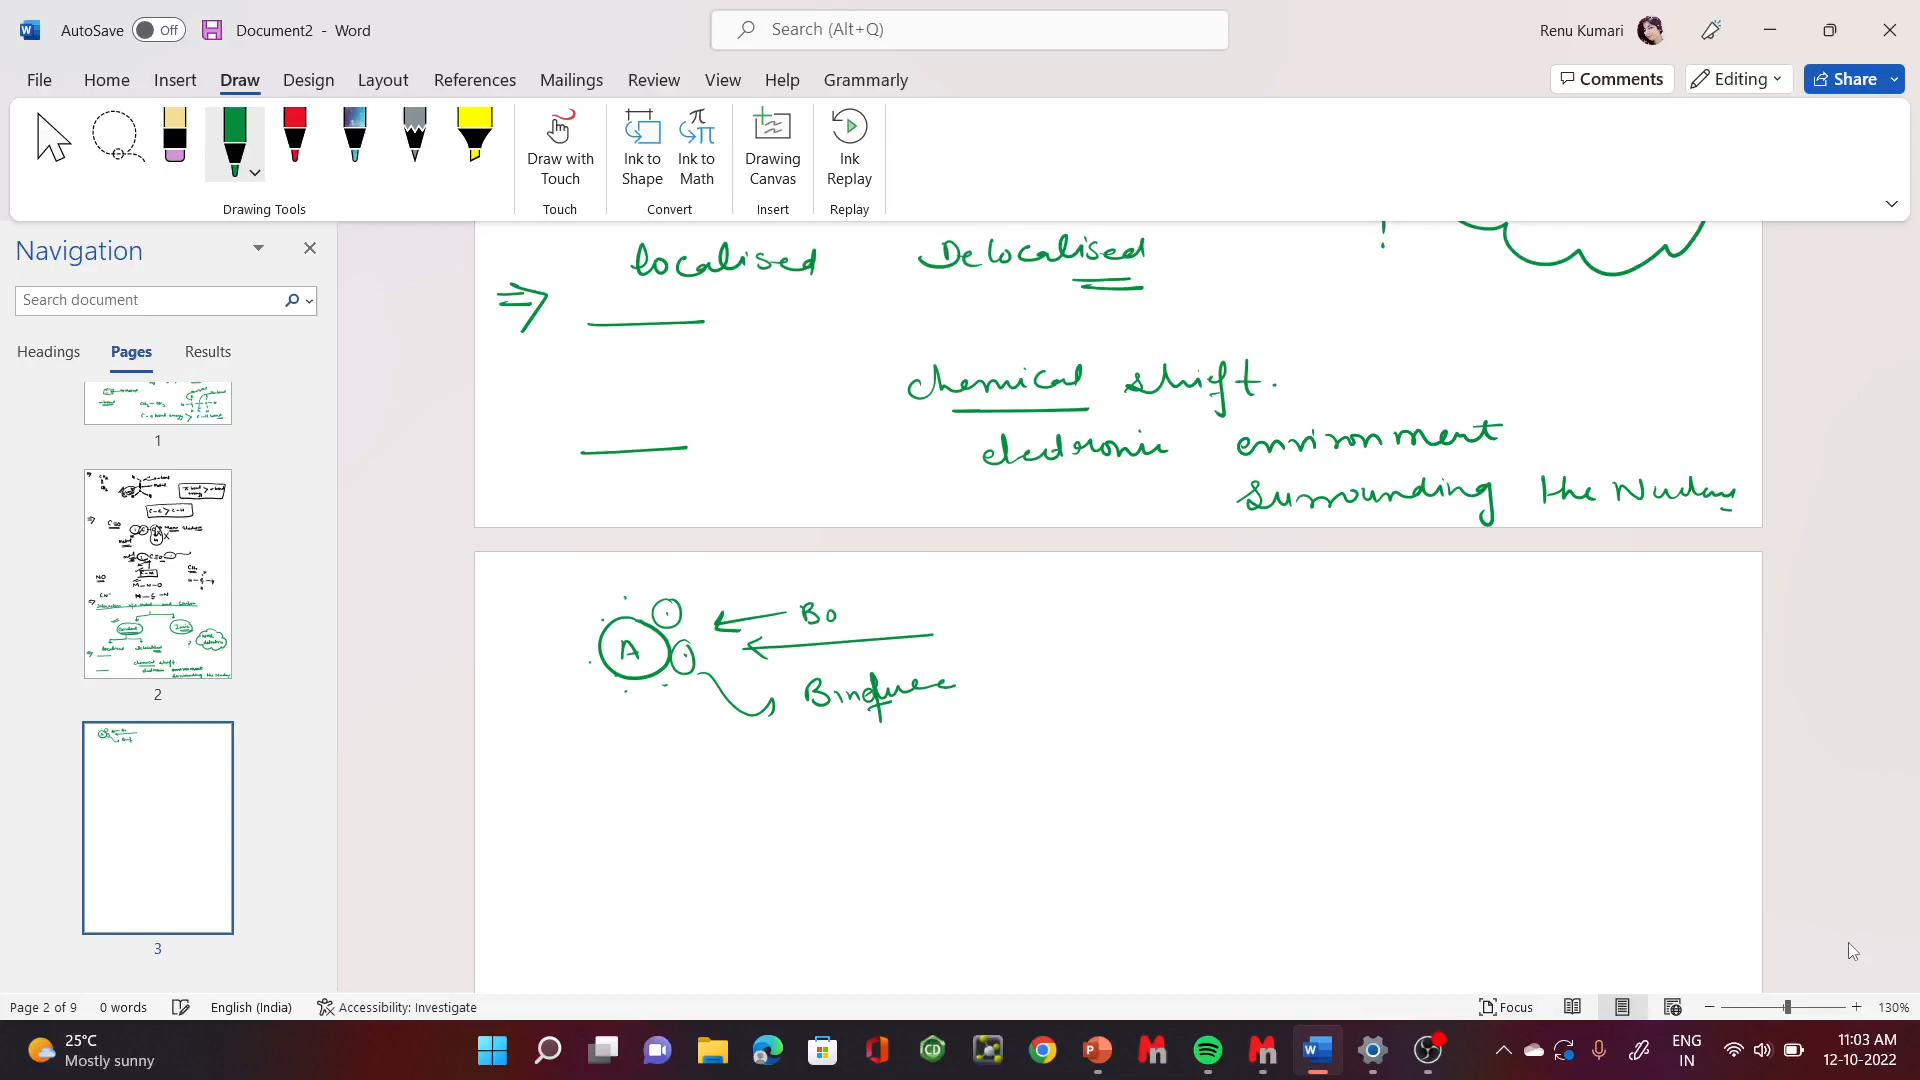 AutoSave Off Document2 - Word Search (Alt+Q) Renu Kumari
File Home Insert Draw Design Layout References Mailings Review View Help Grammarly Comments Editing Share
Draw with Touch
Ink to Shape
Ink to Math
Drawing Canvas
Ink Replay
Drawing Tools Touch Convert Insert Replay
Navigation
Search document
Headings Pages Results
1
2
3
localised Delocalised
chemical shift.
electronic environment
surrounding the Nucleus
A
B0
Binduce
Page 2 of 9 0 words English (India) Accessibility: Investigate Focus 130%
25°C
Mostly sunny
ENG
IN
11:03 AM
12-10-2022